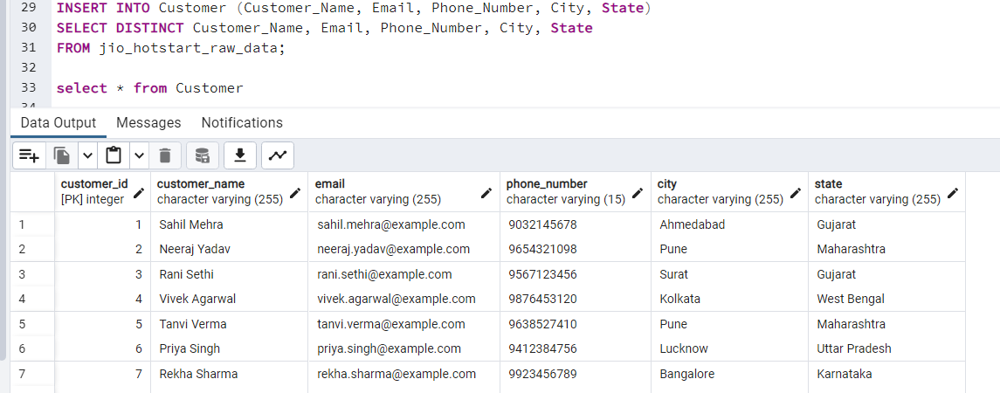 29 INSERT INTO Customer (Customer_Name, Email, Phone_Number, City, State)
30 SELECT DISTINCT Customer_Name, Email, Phone_Number, City, State
31 FROM jio_hotstart_raw_data;
32
33 select * from Customer
34
Data Output Messages Notifications
customer_id customer_name email phone_number city state
[PK] integer character varying (255) character varying (255) character varying (15) character varying (255) character varying (255)
1 1 Sahil Mehra sahil.mehra@example.com 9032145678 Ahmedabad Gujarat
2 2 Neeraj Yadav neeraj.yadav@example.com 9654321098 Pune Maharashtra
3 3 Rani Sethi rani.sethi@example.com 9567123456 Surat Gujarat
4 4 Vivek Agarwal vivek.agarwal@example.com 9876453120 Kolkata West Bengal
5 5 Tanvi Verma tanvi.verma@example.com 9638527410 Pune Maharashtra
6 6 Priya Singh priya.singh@example.com 9412384756 Lucknow Uttar Pradesh
7 7 Rekha Sharma rekha.sharma@example.com 9923456789 Bangalore Karnataka